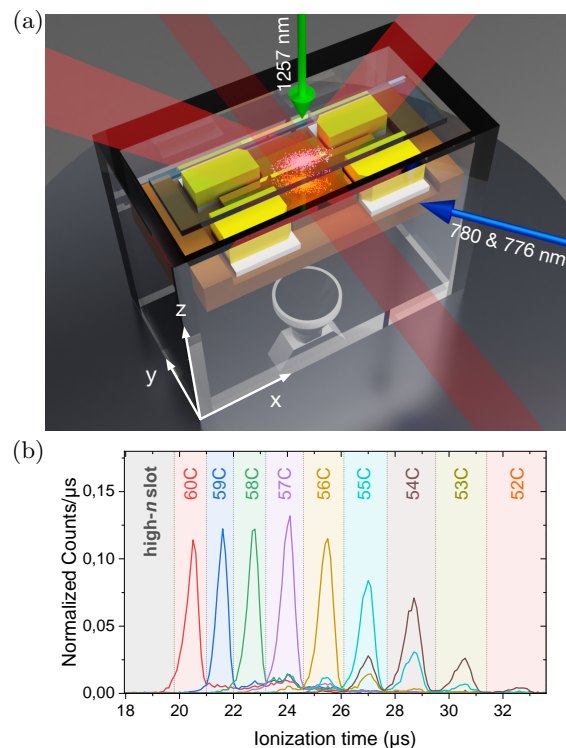 (a)
1257 nm
780 & 776 nm
z
y
x
(b)
Normalized Counts/μs
0,15
0,10
0,05
0,00
high-n slot
60C
59C
58C
57C
56C
55C
54C
53C
52C
18
20
22
24
26
28
30
32
Ionization time (μs)